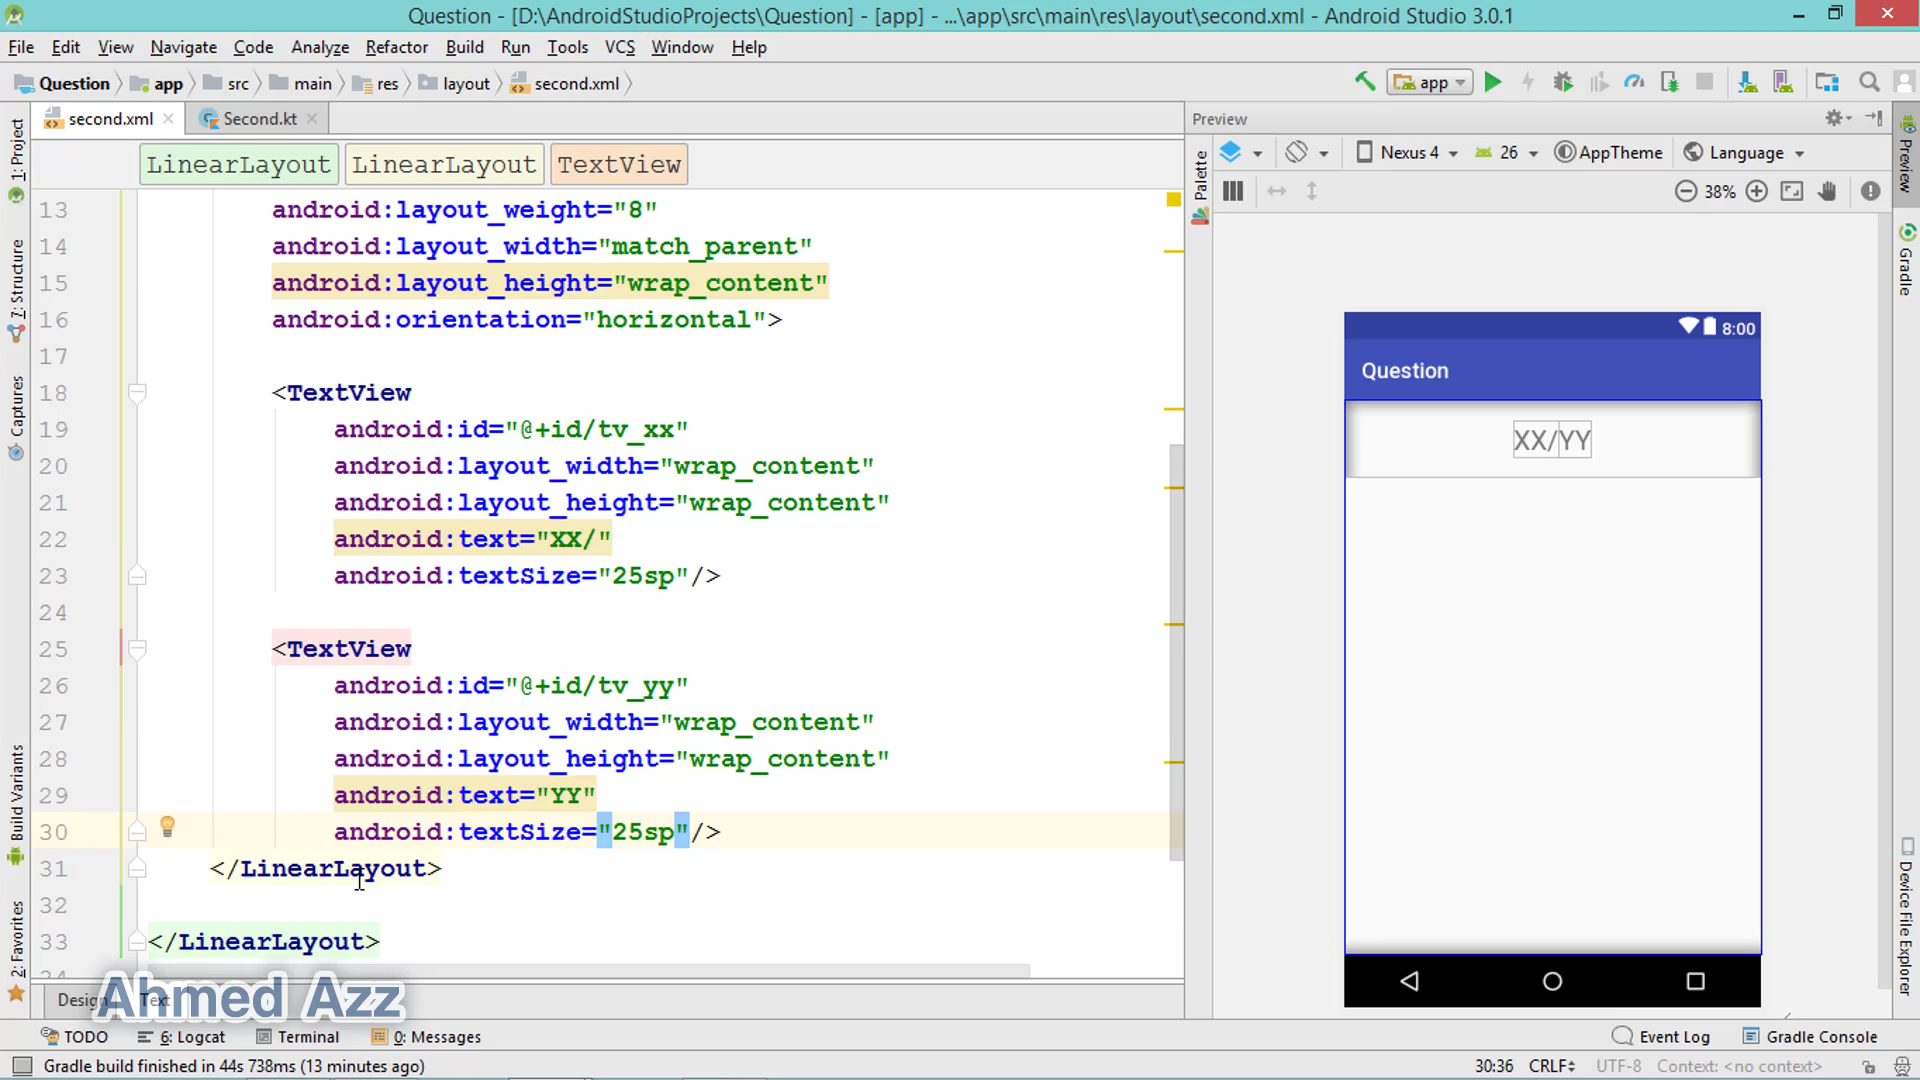 Question - [D:\AndroidStudioProjects\Question] - [app] - ...\app\src\main\res\layout\second.xml - Android Studio 3.0.1
File Edit View Navigate Code Analyze Refactor Build Run Tools VCS Window Help
Question app src main res layout second.xml
app
second.xml Second.kt
Preview
LinearLayout LinearLayout TextView
Nexus 4 26 AppTheme Language
38%
13 android:layout_weight="8"
14 android:layout_width="match_parent"
15 android:layout_height="wrap_content"
16 android:orientation="horizontal">
17
18 <TextView
19 android:id="@+id/tv_xx"
20 android:layout_width="wrap_content"
21 android:layout_height="wrap_content"
22 android:text="XX/"
23 android:textSize="25sp"/>
24
25 <TextView
26 android:id="@+id/tv_yy"
27 android:layout_width="wrap_content"
28 android:layout_height="wrap_content"
29 android:text="YY"
30 android:textSize="25sp"/>
31 </LinearLayout>
32
33 </LinearLayout>
34
8:00
Question
XX/YY
1: Project
7: Structure
Captures
Build Variants
2: Favorites
Palette
Preview
Gradle
Device File Explorer
Design Text
Ahmed Azz
TODO 6: Logcat Terminal 0: Messages Event Log Gradle Console
Gradle build finished in 44s 738ms (13 minutes ago) 30:36 CRLF UTF-8 Context: <no context>